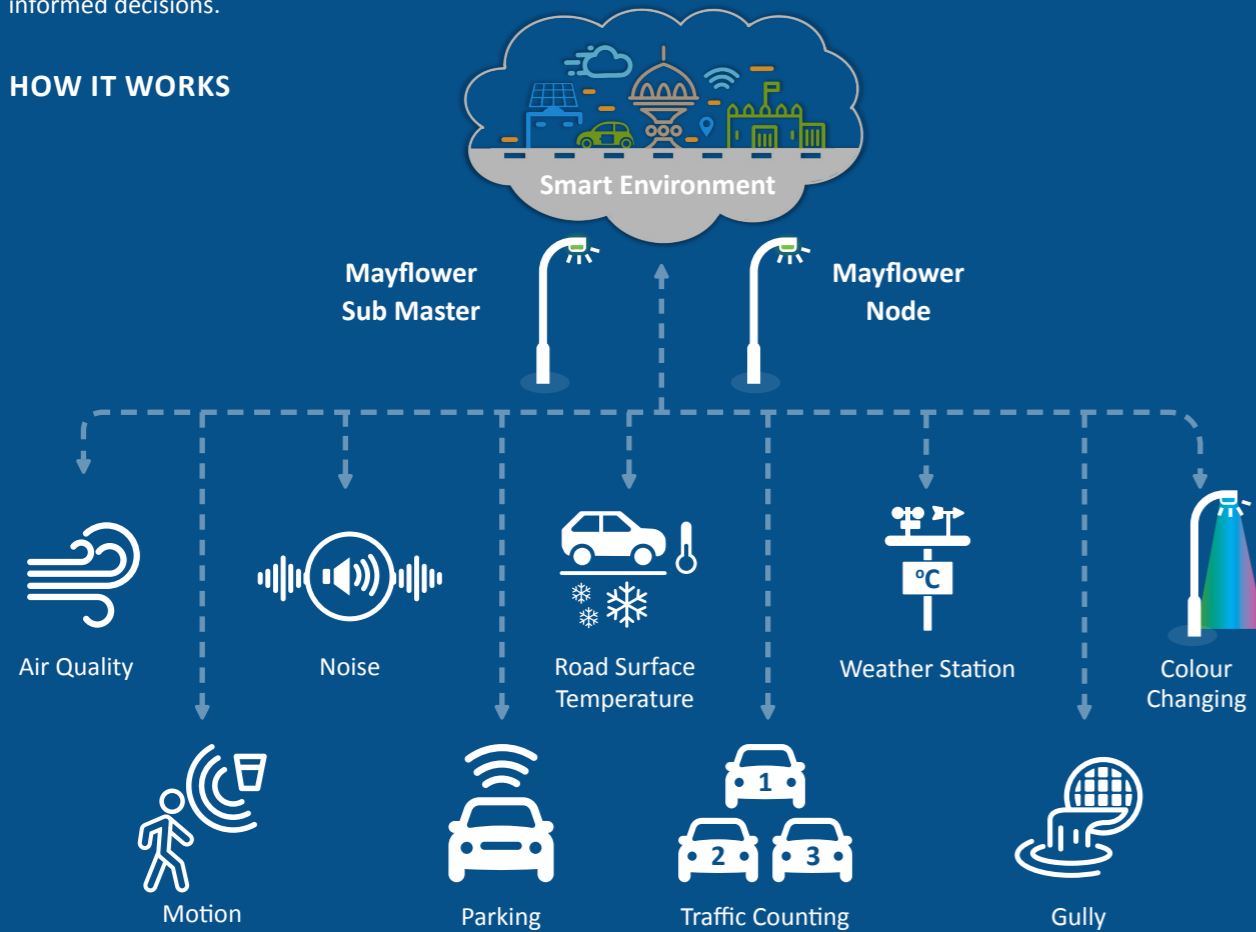 informed decisions.
HOW IT WORKS
Smart Environment
Mayflower
Sub Master
Mayflower
Node
Air Quality
Noise
Road Surface
Temperature
°C
Weather Station
Colour
Changing
Motion
Parking
1
2
3
Traffic Counting
Gully